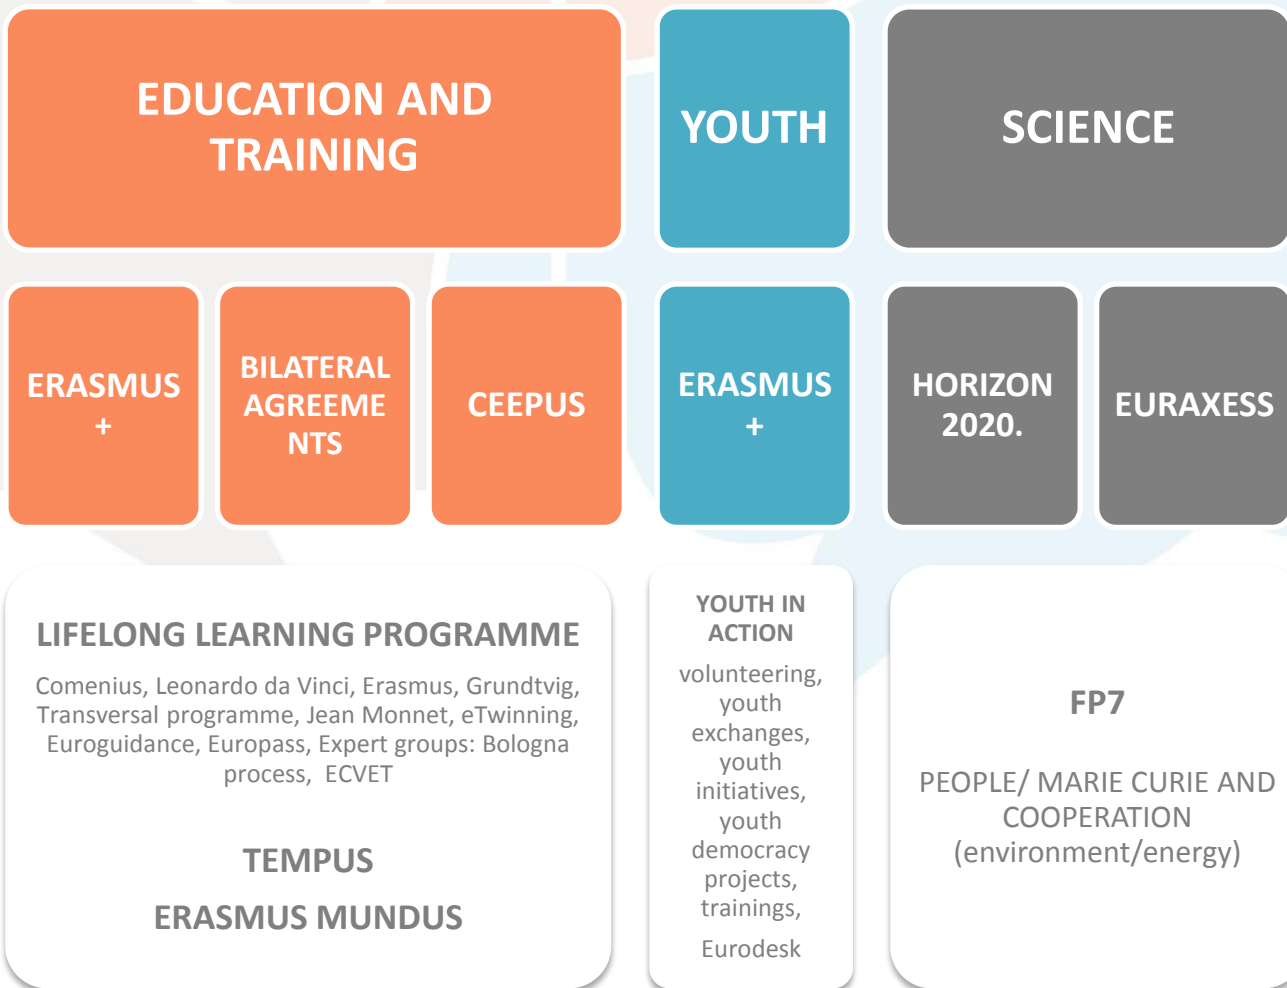 EDUCATION AND
TRAINING
YOUTH
SCIENCE
ERASMUS
+
BILATERAL
AGREEME
NTS
CEEPUS
ERASMUS
+
HORIZON
2020.
EURAXESS
LIFELONG LEARNING PROGRAMME
Comenius, Leonardo da Vinci, Erasmus, Grundtvig,
Transversal programme, Jean Monnet, eTwinning,
Euroguidance, Europass, Expert groups: Bologna
process, ECVET
TEMPUS
ERASMUS MUNDUS
YOUTH IN
ACTION
volunteering,
youth
exchanges,
youth
initiatives,
youth
democracy
projects,
trainings,
Eurodesk
FP7
PEOPLE/ MARIE CURIE AND
COOPERATION
(environment/energy)